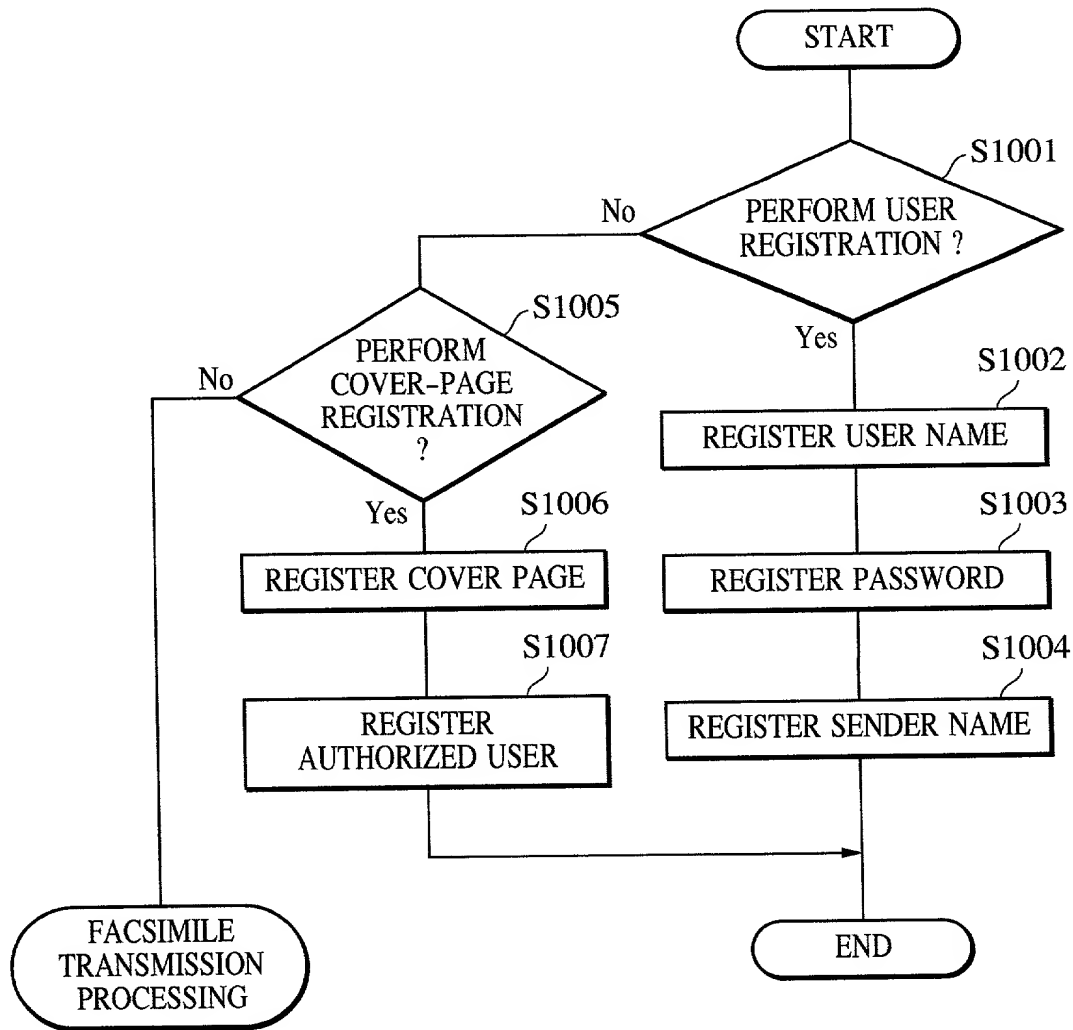 START
S1001
PERFORM USER
REGISTRATION ?
No
Yes
S1005
PERFORM
COVER-PAGE
REGISTRATION
?
No
Yes
S1002
REGISTER USER NAME
S1006
REGISTER COVER PAGE
S1003
REGISTER PASSWORD
S1007
REGISTER
AUTHORIZED USER
S1004
REGISTER SENDER NAME
FACSIMILE
TRANSMISSION
PROCESSING
END